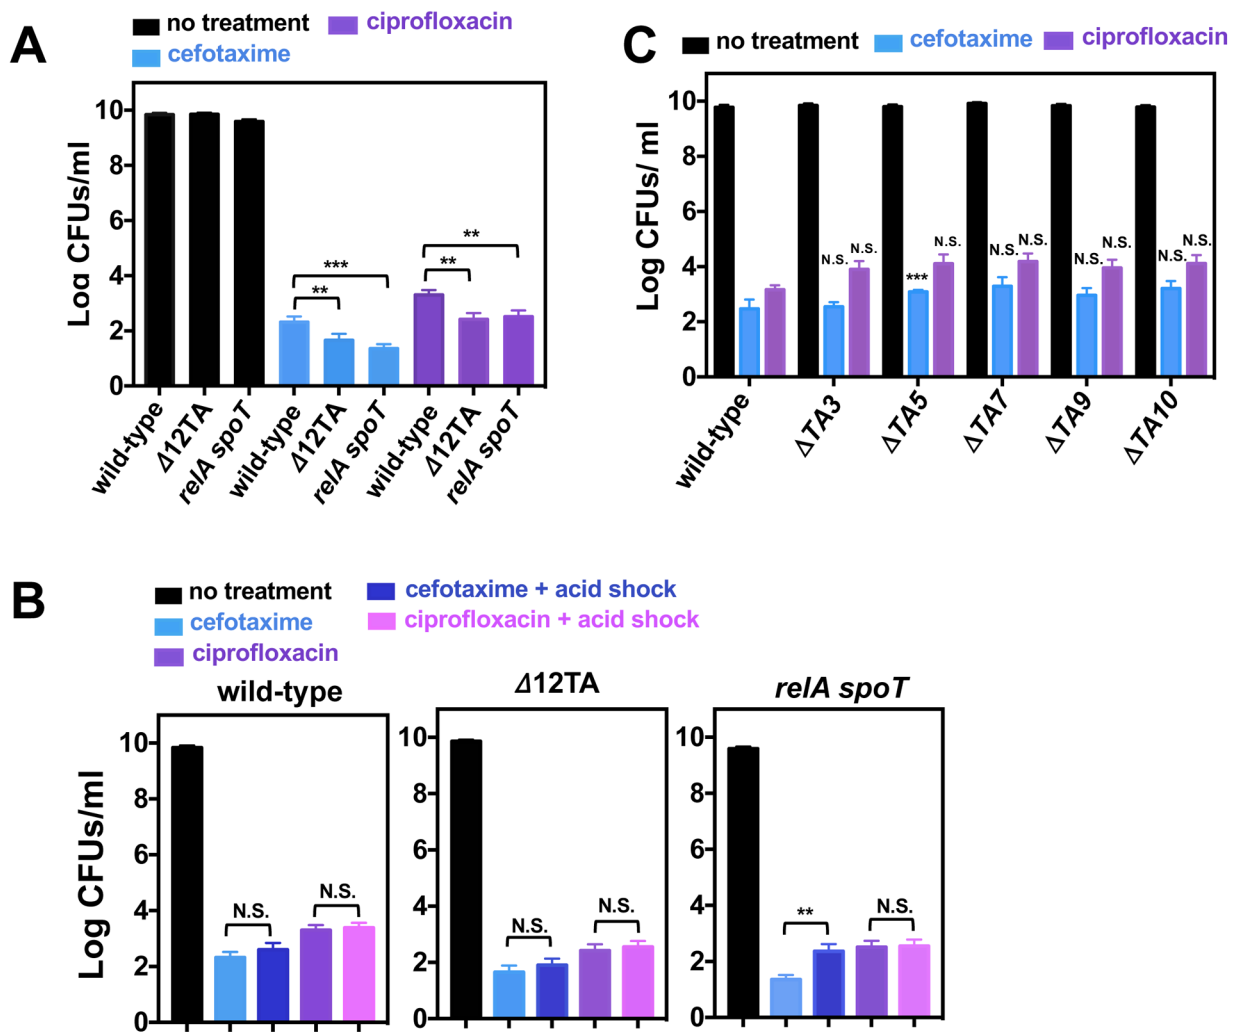 A
no treatment
ciprofloxacin
cefotaxime
Loα CFUs/ml
10
8
6
4
2
0
***
**
**
**
wild-type
Δ12TA
relA spoT
wild-type
Δ12TA
relA spoT
wild-type
Δ12TA
relA spoT
C
no treatment
cefotaxime
ciprofloxacin
Log CFUs/ ml
10
8
6
4
2
0
N.S.
N.S.
***
N.S.
N.S.
N.S.
N.S.
N.S.
N.S.
N.S.
wild-type
ΔTA3
ΔTA5
ΔTA7
ΔTA9
ΔTA10
B
no treatment
cefotaxime
ciprofloxacin
cefotaxime + acid shock
ciprofloxacin + acid shock
wild-type
Log CFUs/ml
10
8
6
4
2
0
N.S.
N.S.
Δ12TA
10
8
6
4
2
0
N.S.
N.S.
relA spoT
10
8
6
4
2
0
**
N.S.